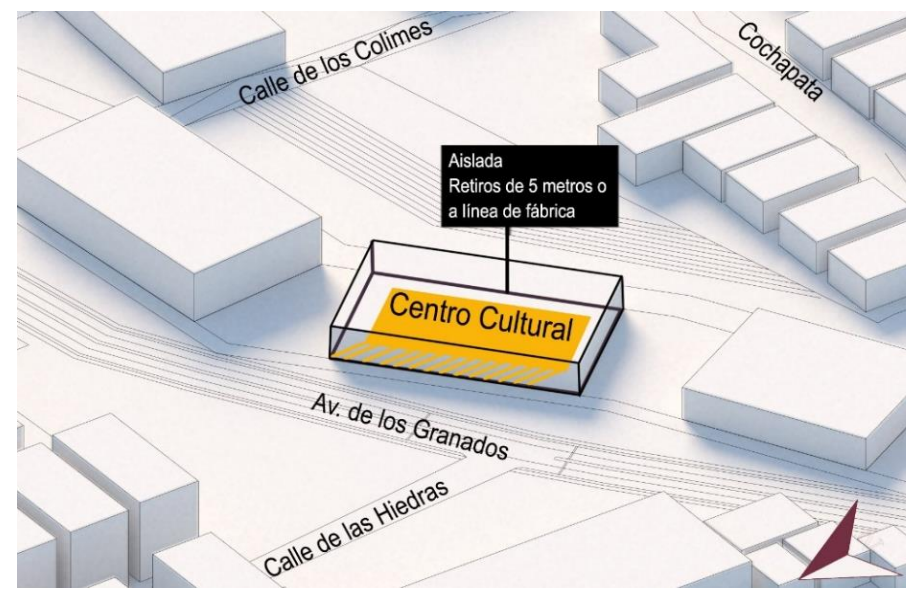 Calle de los Colimes
Cochapata
Aislada
Retiros de 5 metros o
a línea de fábrica
Centro Cultural
Av. de los Granados
Calle de las Hiedras